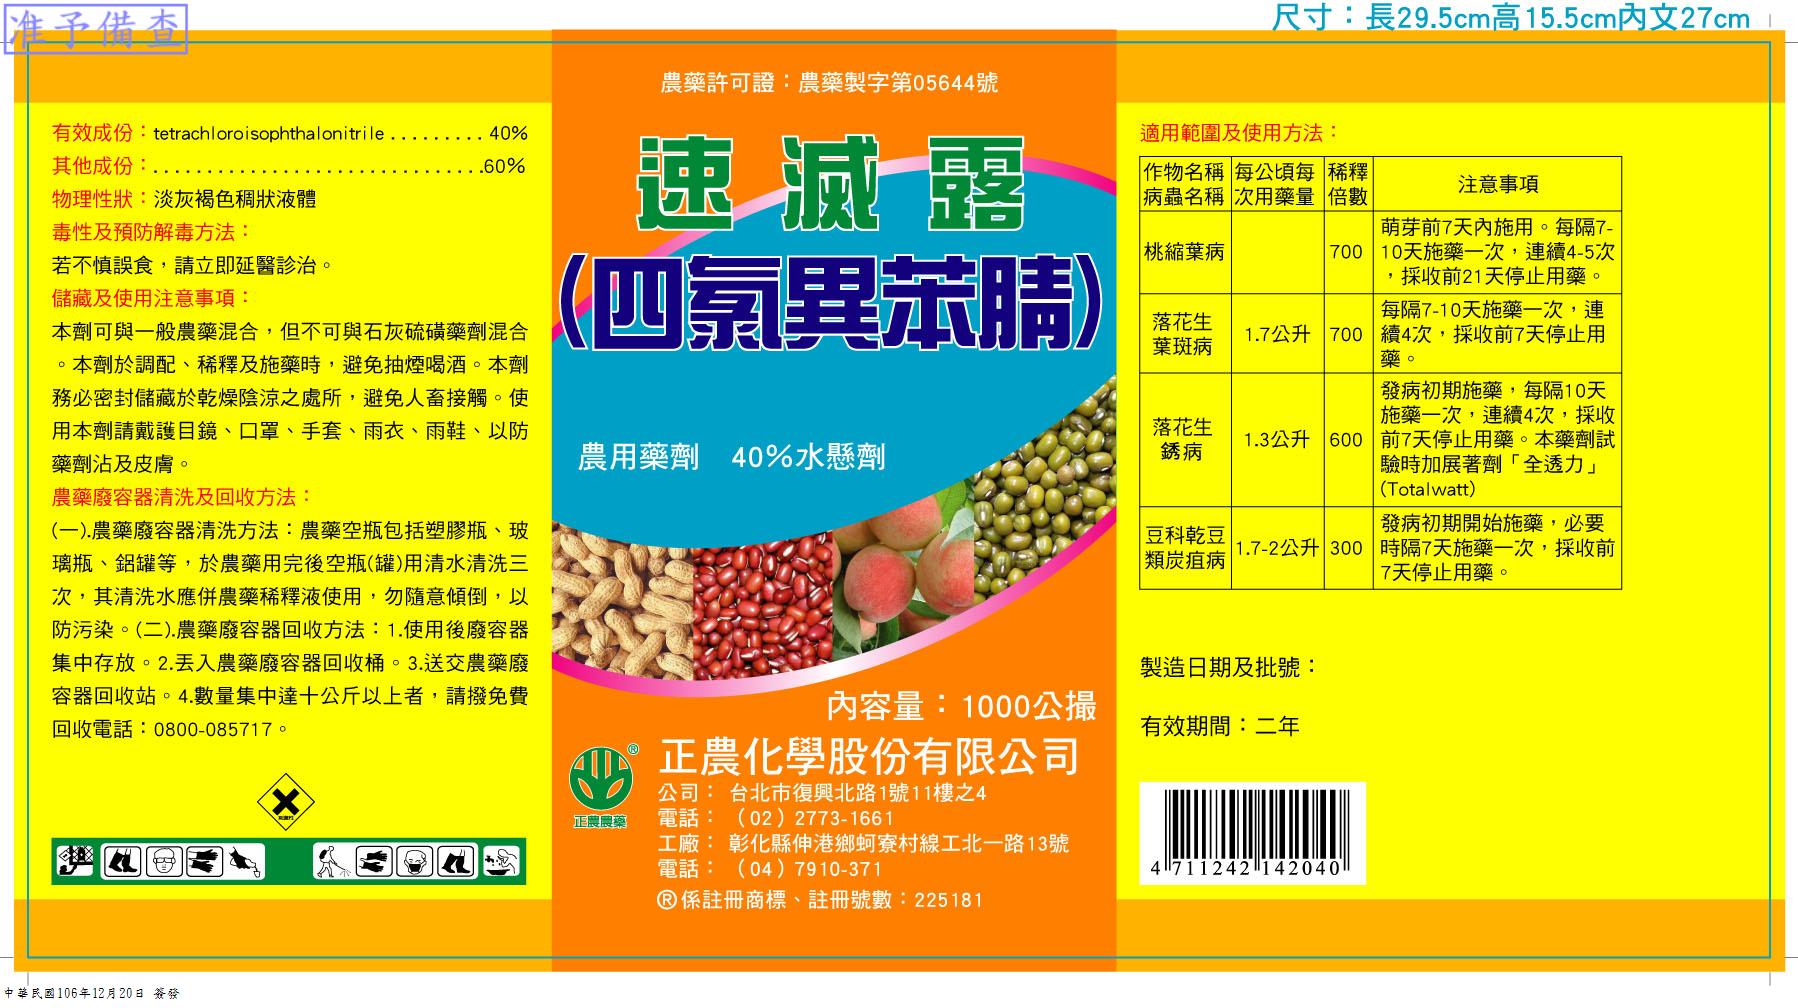 准予備查
尺寸：長29.5cm高15.5cm內文27cm
有效成份：tetrachloroisophthalonitrile.........40%
其他成份：...............................60%
物理性狀：淡灰褐色稠狀液體
毒性及預防解毒方法：
若不慎誤食，請立即延醫診治。
儲藏及使用注意事項：
本劑可與一般農藥混合，但不可與石灰硫磺藥劑混合
。本劑於調配、稀釋及施藥時，避免抽煙喝酒。本劑
務必密封儲藏於乾燥陰涼之處所，避免人畜接觸。使
用本劑請戴護目鏡、口罩、手套、雨衣、雨鞋、以防
藥劑沾及皮膚。
農藥廢容器清洗及回收方法：
(一).農藥廢容器清洗方法：農藥空瓶包括塑膠瓶、玻
璃瓶、鋁罐等，於農藥用完後空瓶(罐)用清水清洗三
次，其清洗水應併農藥稀釋液使用，勿隨意傾倒，以
防污染。(二).農藥廢容器回收方法：1.使用後廢容器
集中存放。2.丟入農藥廢容器回收桶。3.送交農藥廢
容器回收站。4.數量集中達十公斤以上者，請撥免費
回收電話：0800-085717。
農藥許可證：農藥製字第05644號
速滅露
(四氯異苯腈)
農用藥劑 40%水懸劑
內容量：1000公撮
®
正農農藥
正農化學股份有限公司
公司： 台北市復興北路1號11樓之4
電話： （02）2773-1661
工廠： 彰化縣伸港鄉蚵寮村線工北一路13號
電話： （04）7910-371
®係註冊商標、註冊號數：225181
適用範圍及使用方法：
作物名稱
病蟲名稱
每公頃每
次用藥量
稀釋
倍數
注意事項
桃縮葉病
700
萌芽前7天內施用。每隔7-
10天施藥一次，連續4-5次
，採收前21天停止用藥。
落花生
葉斑病
1.7公升
700
每隔7-10天施藥一次，連
續4次，採收前7天停止用
藥。
落花生
銹病
1.3公升
600
發病初期施藥，每隔10天
施藥一次，連續4次，採收
前7天停止用藥。本藥劑試
驗時加展著劑「全透力」
(Totalwatt)
豆科乾豆
類炭疽病
1.7-2公升
300
發病初期開始施藥，必要
時隔7天施藥一次，採收前
7天停止用藥。
製造日期及批號：
有效期間：二年
4 711242 142040
中華民國106年12月20日 簽發